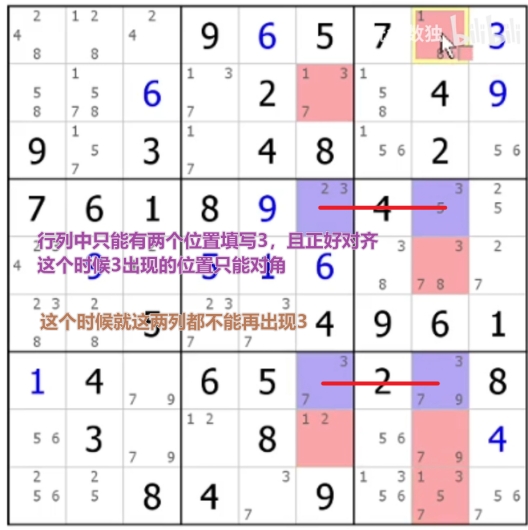 1 2 2 1
4 4 9 6 5 7 数独 bilibili 3
8 8 8
1 1 3 1 3 1
5 5 6 2 5 4 9
8 7 8 7 7 8
1 1 1
9 5 3 4 8 5 6 2 5 6
7 7
2 3 3 2
7 6 1 8 9 4 5 5
行列中只能有两个位置填写3，且正好对齐
这个时候3出现的位置只能对角
2 3 3 2
4 9 5 1 6
8 7 8 7
2 3 2 3 2 3 3
这个时候就这两列都不能再出现3
5 4 9 6 1
8 8 7 7
3 3
1 4 6 5 2 8
7 9 7 7 9
1 2 1 2
5 6 3 8 5 6 4
7 9 7 9
2 2 3 1 3 1 3
5 6 5 8 4 9 5 6 5 5 6
7 7